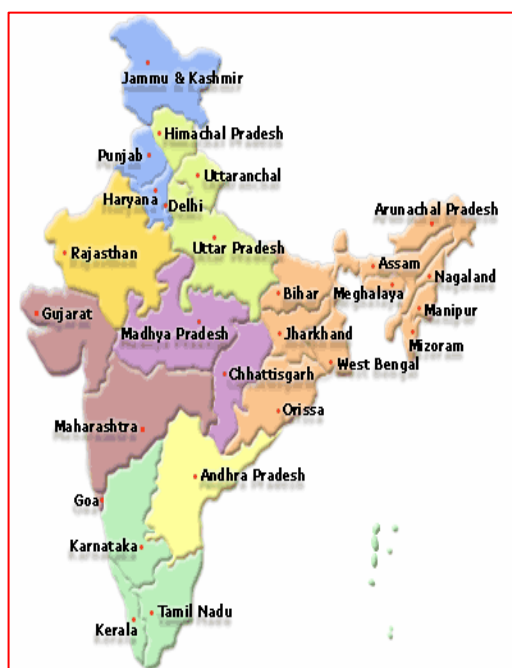 Jammu & Kashmir
Himachal Pradesh
Punjab
Uttaranchal
Haryana
Delhi
Arunachal Pradesh
Rajasthan
Uttar Pradesh
Assam
Nagaland
Meghalaya
Bihar
Gujarat
Manipur
Madhya Pradesh
Jharkhand
Mizoram
West Bengal
Chhattisgarh
Orissa
Maharashtra
Andhra Pradesh
Goa
Karnataka
Tamil Nadu
Kerala